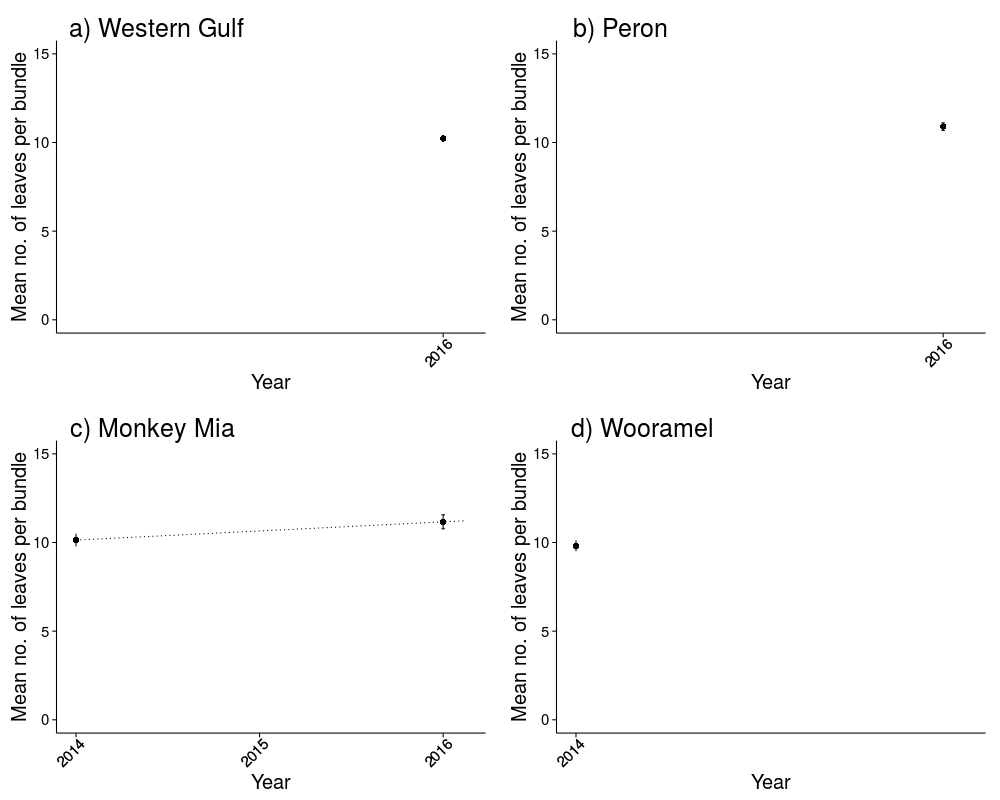 a) Western Gulf
Mean no. of leaves per bundle
15
10
5
0
2016
Year
b) Peron
Mean no. of leaves per bundle
15
10
5
0
2016
Year
c) Monkey Mia
Mean no. of leaves per bundle
15
10
5
0
2014
2015
2016
Year
d) Wooramel
Mean no. of leaves per bundle
15
10
5
0
2014
Year